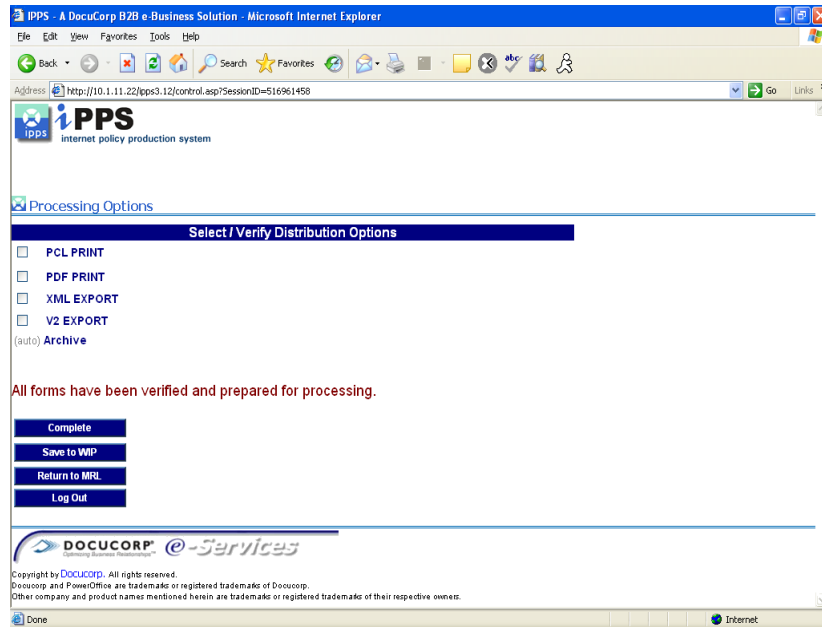 IPPS - A DocuCorp B2B e-Business Solution - Microsoft Internet Explorer
File Edit View Favorites Tools Help
Back Search Favorites
Address http://10.1.11.22/ipps3.12/control.asp?SessionID=516961458 Go Links
ipps iPPS
internet policy production system
Processing Options
Select / Verify Distribution Options
PCL PRINT
PDF PRINT
XML EXPORT
V2 EXPORT
(auto) Archive
All forms have been verified and prepared for processing.
Complete
Save to WIP
Return to MRL
Log Out
DOCUCORP e-Services
Optimizing Business Relationships
Copyright by Docucorp. All rights reserved.
Docucorp and PowerOffice are trademarks or registered trademarks of Docucorp.
Other company and product names mentioned herein are trademarks or registered trademarks of their respective owners.
Done Internet